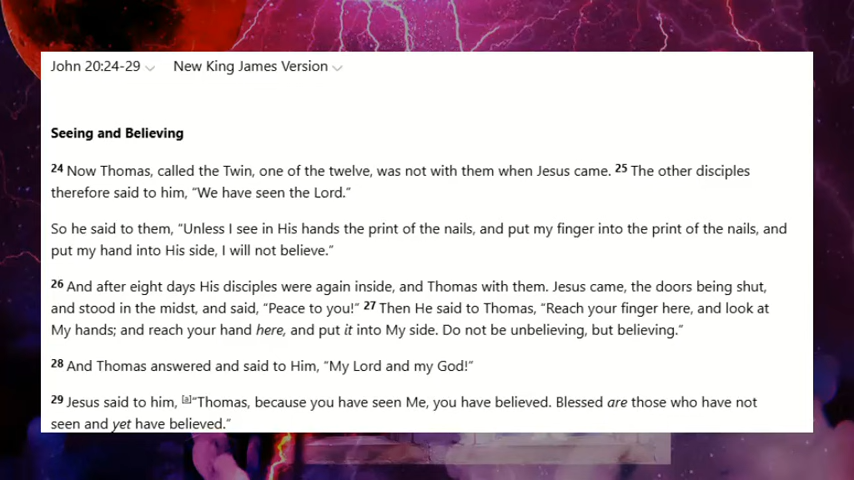 John 20:24-29 New King James Version
Seeing and Believing
24 Now Thomas, called the Twin, one of the twelve, was not with them when Jesus came. 25 The other disciples
therefore said to him, “We have seen the Lord.”
So he said to them, “Unless I see in His hands the print of the nails, and put my finger into the print of the nails, and
put my hand into His side, I will not believe.”
26 And after eight days His disciples were again inside, and Thomas with them. Jesus came, the doors being shut,
and stood in the midst, and said, “Peace to you!” 27 Then He said to Thomas, “Reach your finger here, and look at
My hands; and reach your hand here, and put it into My side. Do not be unbelieving, but believing.”
28 And Thomas answered and said to Him, “My Lord and my God!”
29 Jesus said to him, [a]“Thomas, because you have seen Me, you have believed. Blessed are those who have not
seen and yet have believed.”